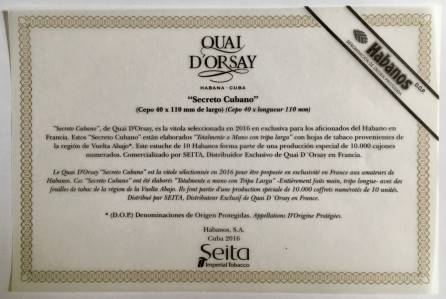 QUAI
D'ORSAY
HABANA · CUBA
"Secreto Cubano"
(Cepo 40 x 110 mm de largo) (Cepo 40 x longueur 110 mm)
"Secreto Cubano", de Quai D'Orsay, es la vitola seleccionada en 2016 en exclusiva para los aficionados del Habano en
Francia. Estos "Secreto Cubano" están elaborados "Totalmente a Mano con tripa larga" con hojas de tabaco provenientes de
la región de Vuelta Abajo*. Este estuche de 10 Habanos forma parte de una producción especial de 10.000 cajones
numerados. Comercializado por SEITA, Distribuidor Exclusivo de Quai D´Orsay en Francia.
Le Quai D'Orsay "Secreto Cubano" est la vitole sélectionnée en 2016 pour être proposée en exclusivité en France aux amateurs de
Habano. Ces "Secreto Cubano" ont été élaborés "Totalmente a mono con Tripa Larga" -Entièrement faits main, tripe longue- avec des
feuilles de tabac de la région de la Vuelta Abajo. Ils font partie d'une production spéciale de 10.000 coffrets numérotés de 10 unités.
Distribué par SEITA, Distributeur Exclusif de Quai D´Orsay en France.
* (D.O.P.) Denominaciones de Origen Protegidas. Appellations D'Origine Protégées.
Habanos, S.A.
Cuba 2016
Seita
Imperial Tobacco
Habanos D.O.P.